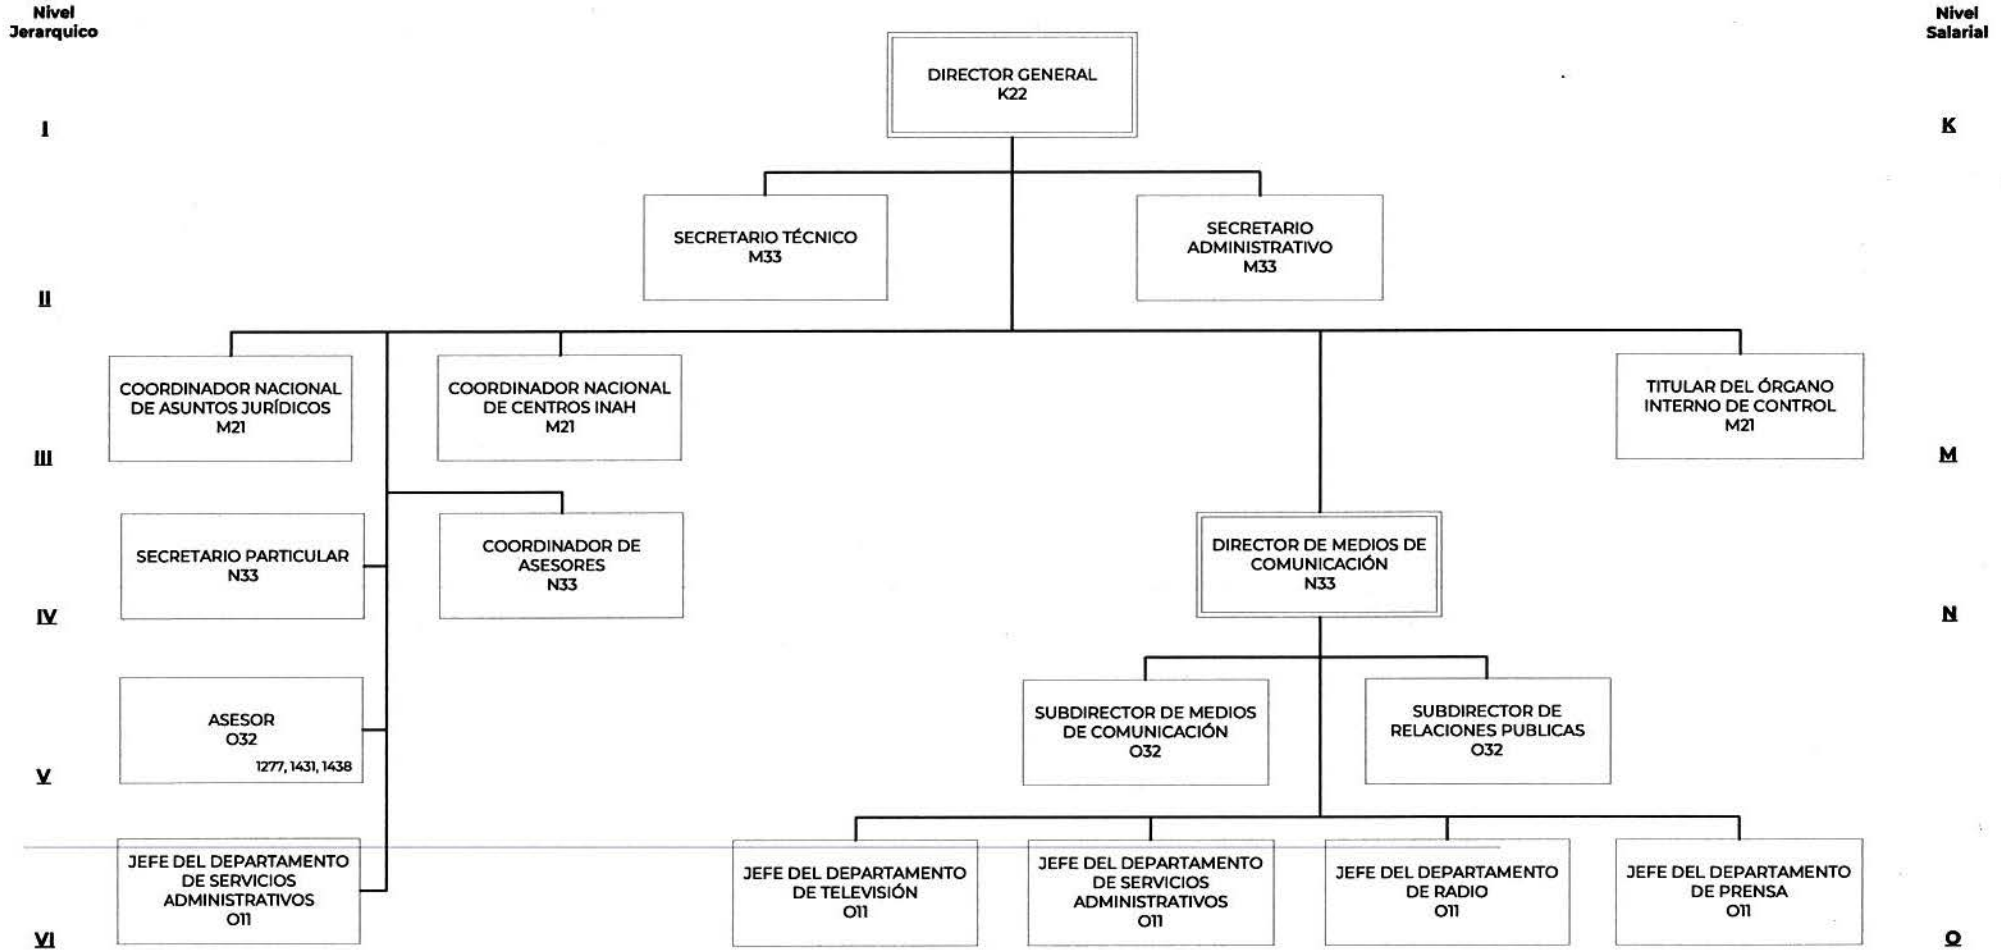 Nivel
Jerarquico
Nivel
Salarial
DIRECTOR GENERAL
K22
I
K
SECRETARIO TÉCNICO
M33
SECRETARIO
ADMINISTRATIVO
M33
II
COORDINADOR NACIONAL
DE ASUNTOS JURÍDICOS
M21
COORDINADOR NACIONAL
DE CENTROS INAH
M21
TITULAR DEL ÓRGANO
INTERNO DE CONTROL
M21
III
M
SECRETARIO PARTICULAR
N33
COORDINADOR DE
ASESORES
N33
DIRECTOR DE MEDIOS DE
COMUNICACIÓN
N33
IV
N
ASESOR
O32
1277, 1431, 1438
SUBDIRECTOR DE MEDIOS
DE COMUNICACIÓN
O32
SUBDIRECTOR DE
RELACIONES PUBLICAS
O32
V
JEFE DEL DEPARTAMENTO
DE SERVICIOS
ADMINISTRATIVOS
O11
JEFE DEL DEPARTAMENTO
DE TELEVISIÓN
O11
JEFE DEL DEPARTAMENTO
DE SERVICIOS
ADMINISTRATIVOS
O11
JEFE DEL DEPARTAMENTO
DE RADIO
O11
JEFE DEL DEPARTAMENTO
DE PRENSA
O11
VI
O